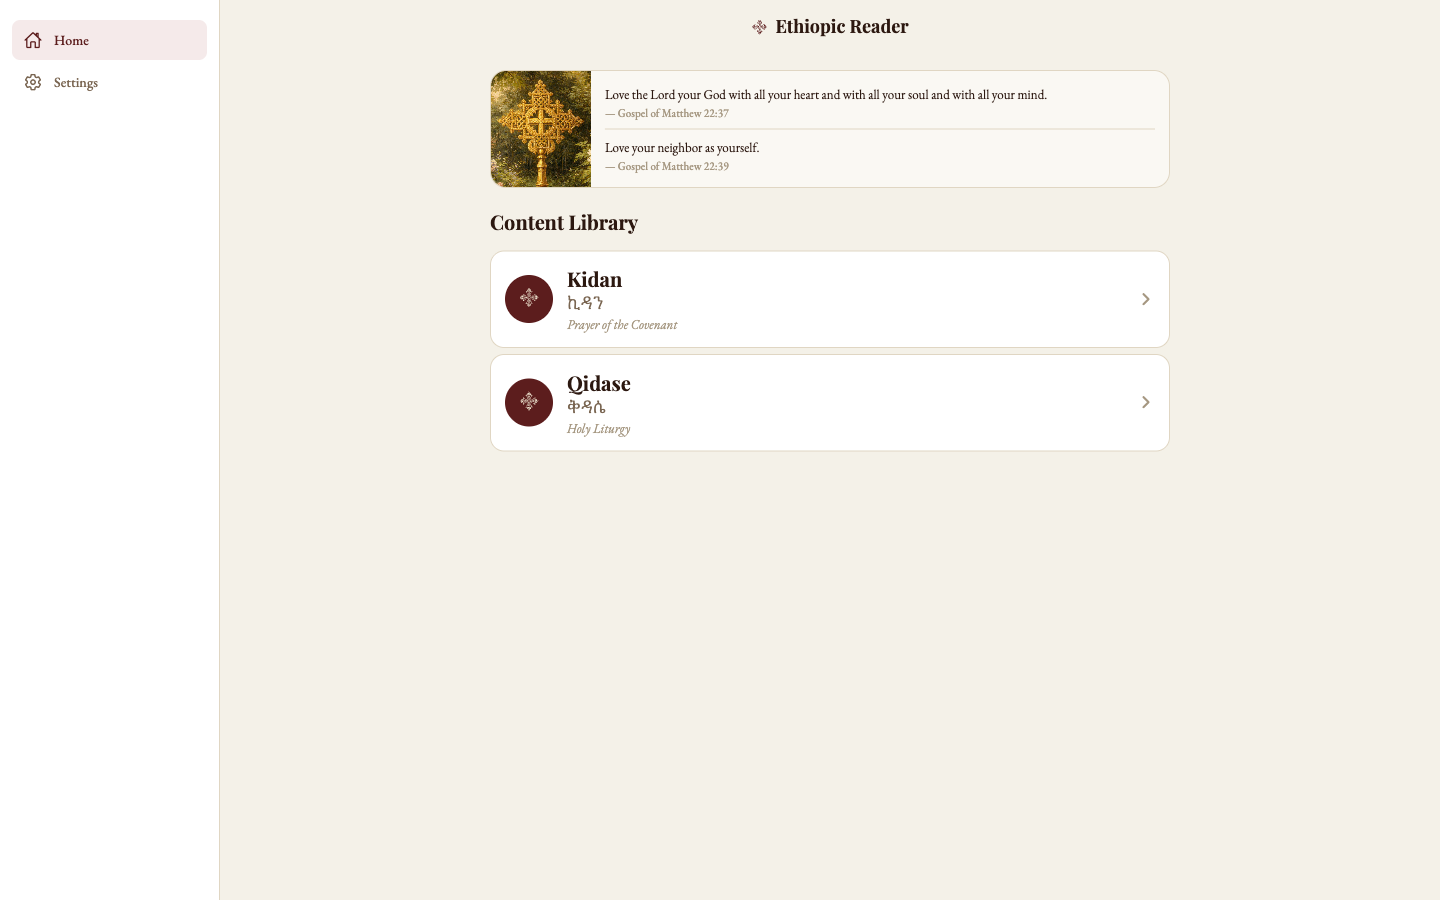 Home
Settings
Ethiopic Reader
Love the Lord your God with all your heart and with all your soul and with all your mind.
— Gospel of Matthew 22:37
Love your neighbor as yourself.
— Gospel of Matthew 22:39
Content Library
Kidan
ኪዳን
Prayer of the Covenant
Qidase
ቅዳሴ
Holy Liturgy